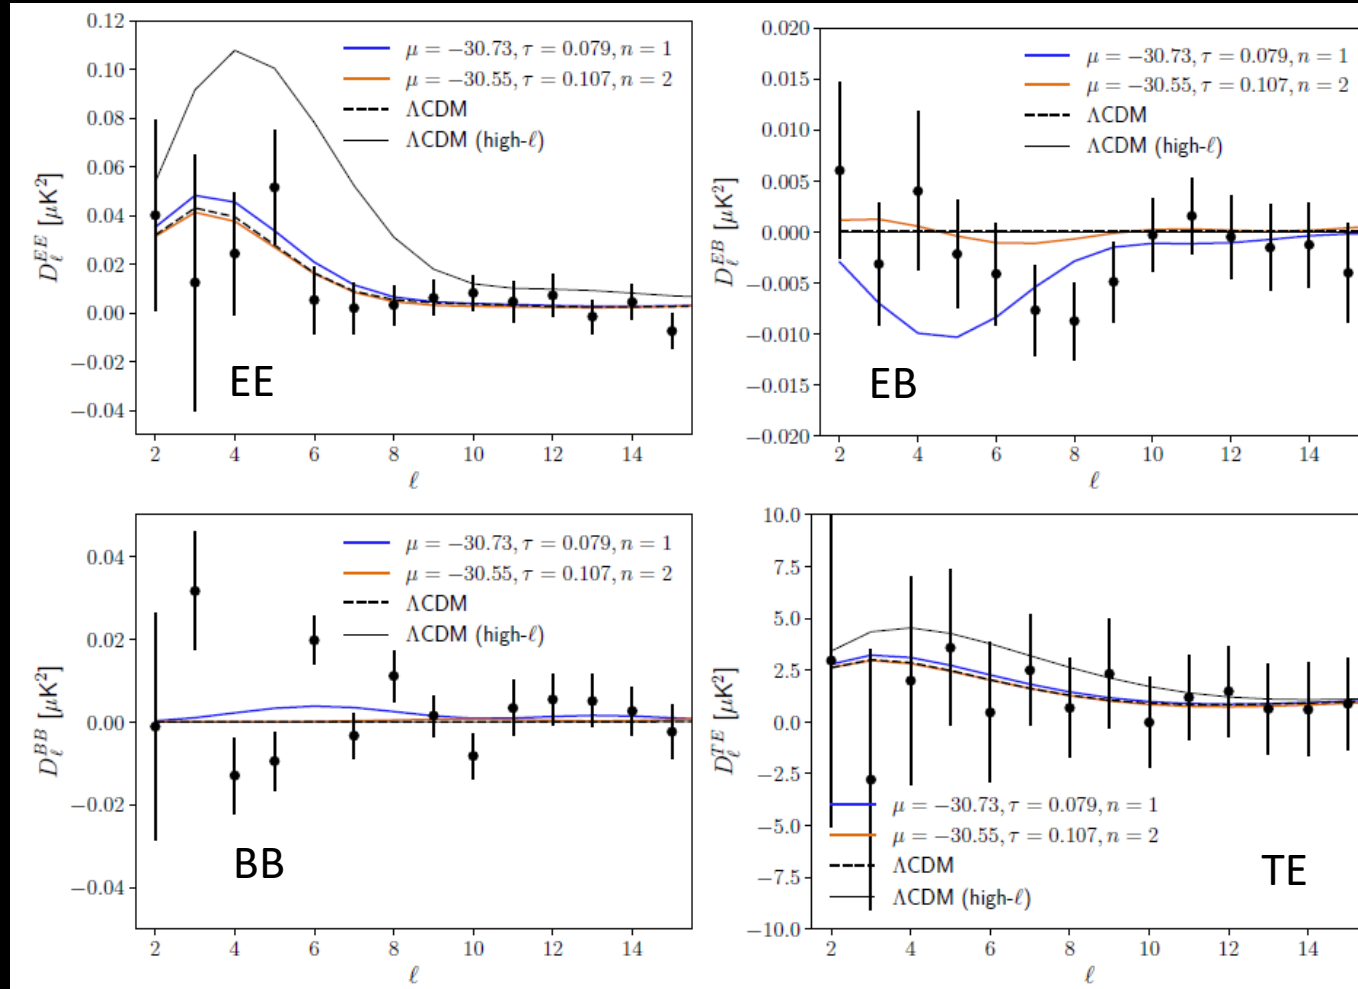 0.12
0.10
0.08
0.06
0.04
0.02
0.00
−0.02
−0.04
D_ℓ^{EE} [μK²]
μ = −30.73, τ = 0.079, n = 1
μ = −30.55, τ = 0.107, n = 2
ΛCDM
ΛCDM (high-ℓ)
EE
2 4 6 8 10 12 14
ℓ
0.020
0.015
0.010
0.005
0.000
−0.005
−0.010
−0.015
−0.020
D_ℓ^{EB} [μK²]
μ = −30.73, τ = 0.079, n = 1
μ = −30.55, τ = 0.107, n = 2
ΛCDM
ΛCDM (high-ℓ)
EB
2 4 6 8 10 12 14
ℓ
0.04
0.02
0.00
−0.02
−0.04
D_ℓ^{BB} [μK²]
μ = −30.73, τ = 0.079, n = 1
μ = −30.55, τ = 0.107, n = 2
ΛCDM
ΛCDM (high-ℓ)
BB
2 4 6 8 10 12 14
ℓ
10.0
7.5
5.0
2.5
0.0
−2.5
−5.0
−7.5
−10.0
D_ℓ^{TE} [μK²]
μ = −30.73, τ = 0.079, n = 1
μ = −30.55, τ = 0.107, n = 2
ΛCDM
ΛCDM (high-ℓ)
TE
2 4 6 8 10 12 14
ℓ